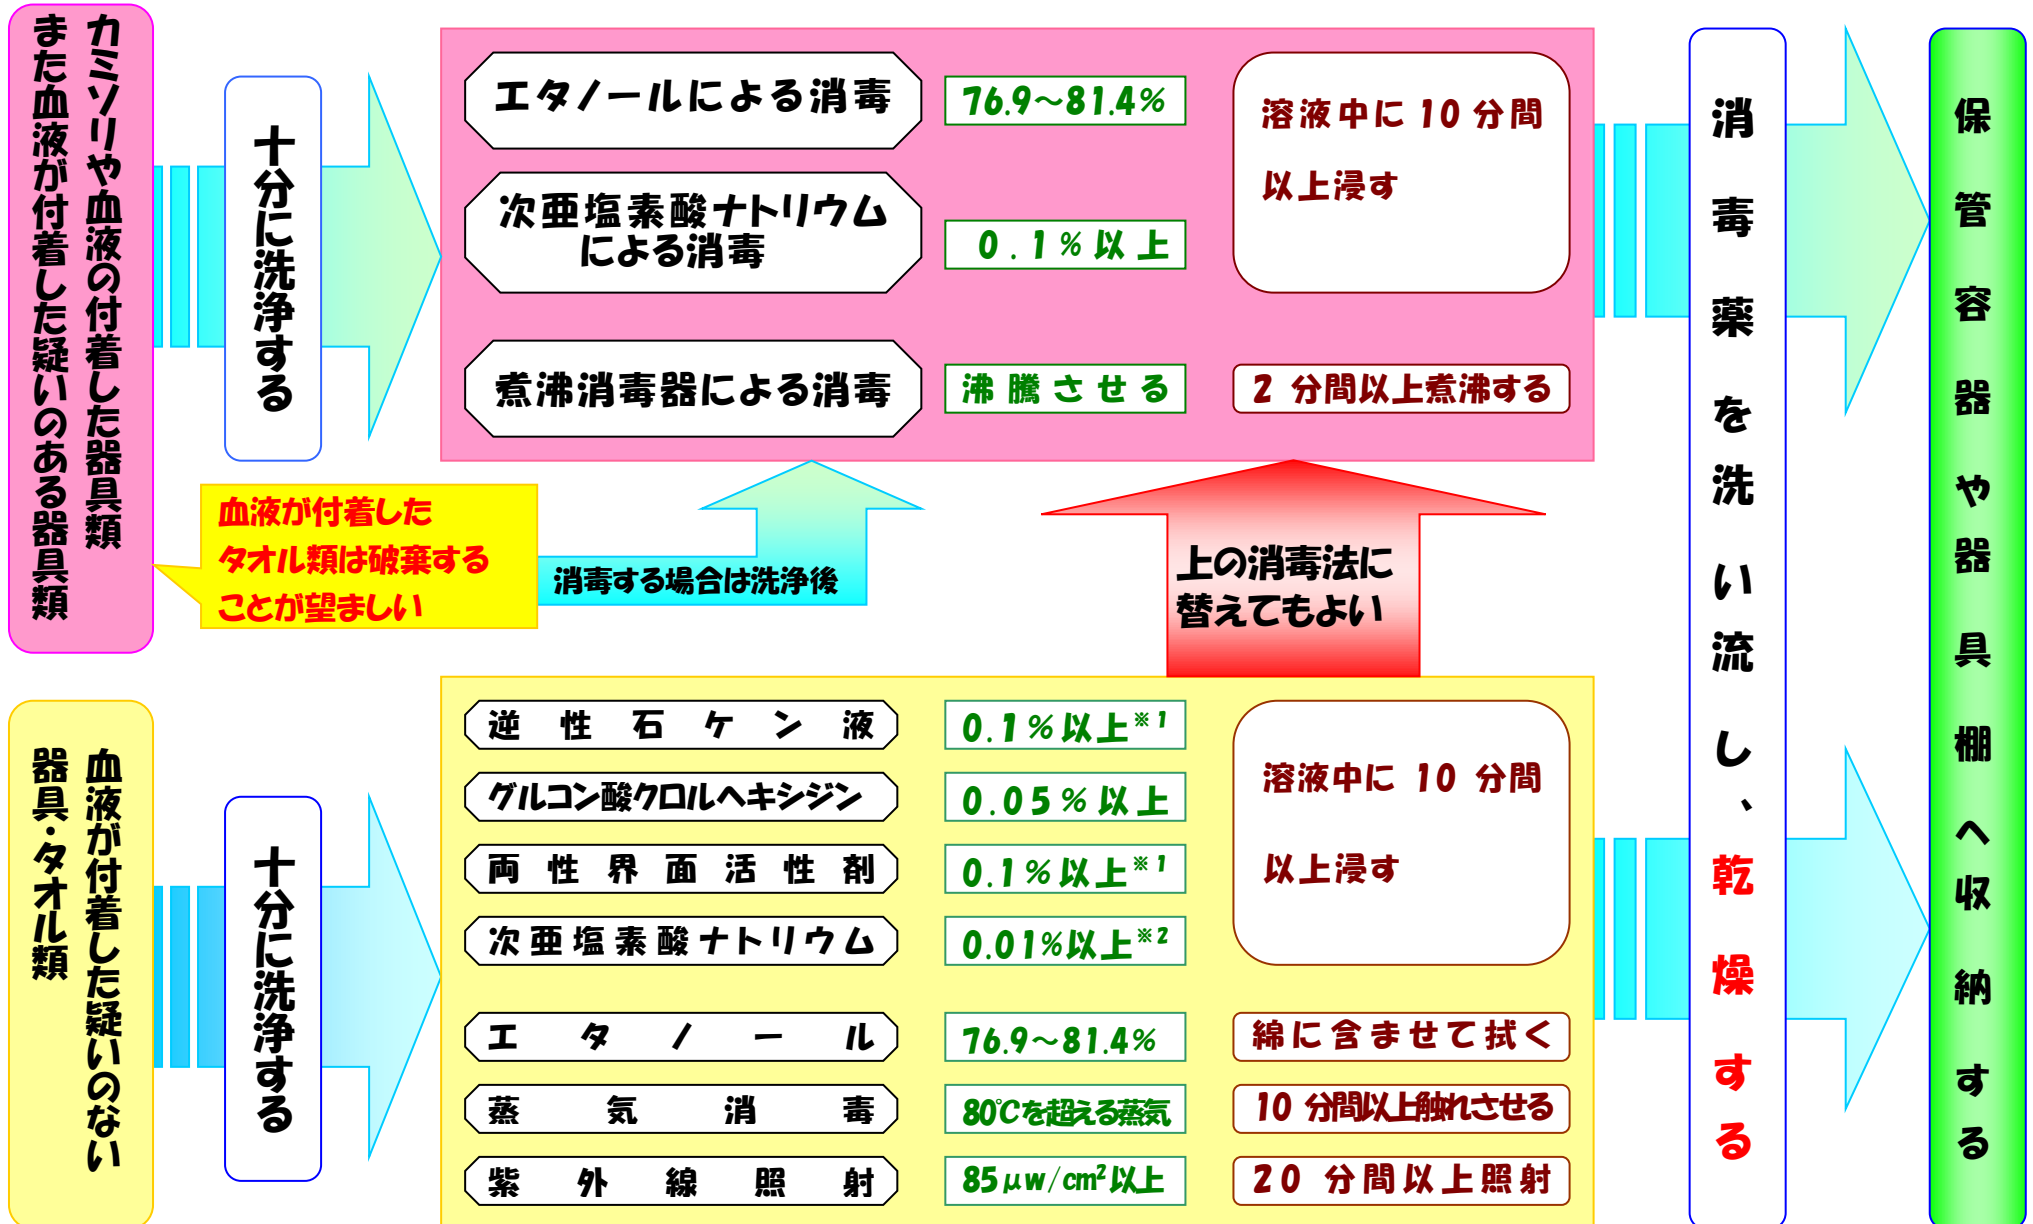 カミソリや血液の付着した器具類
また血液が付着した疑いのある器具類
十分に洗浄する
エタノールによる消毒
76.9～81.4%
溶液中に10分間
以上浸す
次亜塩素酸ナトリウム
による消毒
0.1%以上
煮沸消毒器による消毒
沸騰させる
2分間以上煮沸する
血液が付着した
タオル類は破棄する
ことが望ましい
消毒する場合は洗浄後
上の消毒法に
替えてもよい
血液が付着した疑いのない
器具・タオル類
十分に洗浄する
逆性石ケン液
0.1%以上※1
溶液中に10分間
以上浸す
グルコン酸クロルヘキシジン
0.05%以上
両性界面活性剤
0.1%以上※1
次亜塩素酸ナトリウム
0.01%以上※2
エタノール
76.9～81.4%
綿に含ませて拭く
蒸気消毒
80℃を超える蒸気
10分間以上触れさせる
紫外線照射
85μw/cm²以上
20分間以上照射
消毒薬を洗い流し、乾燥する
保管容器や器具棚へ収納する